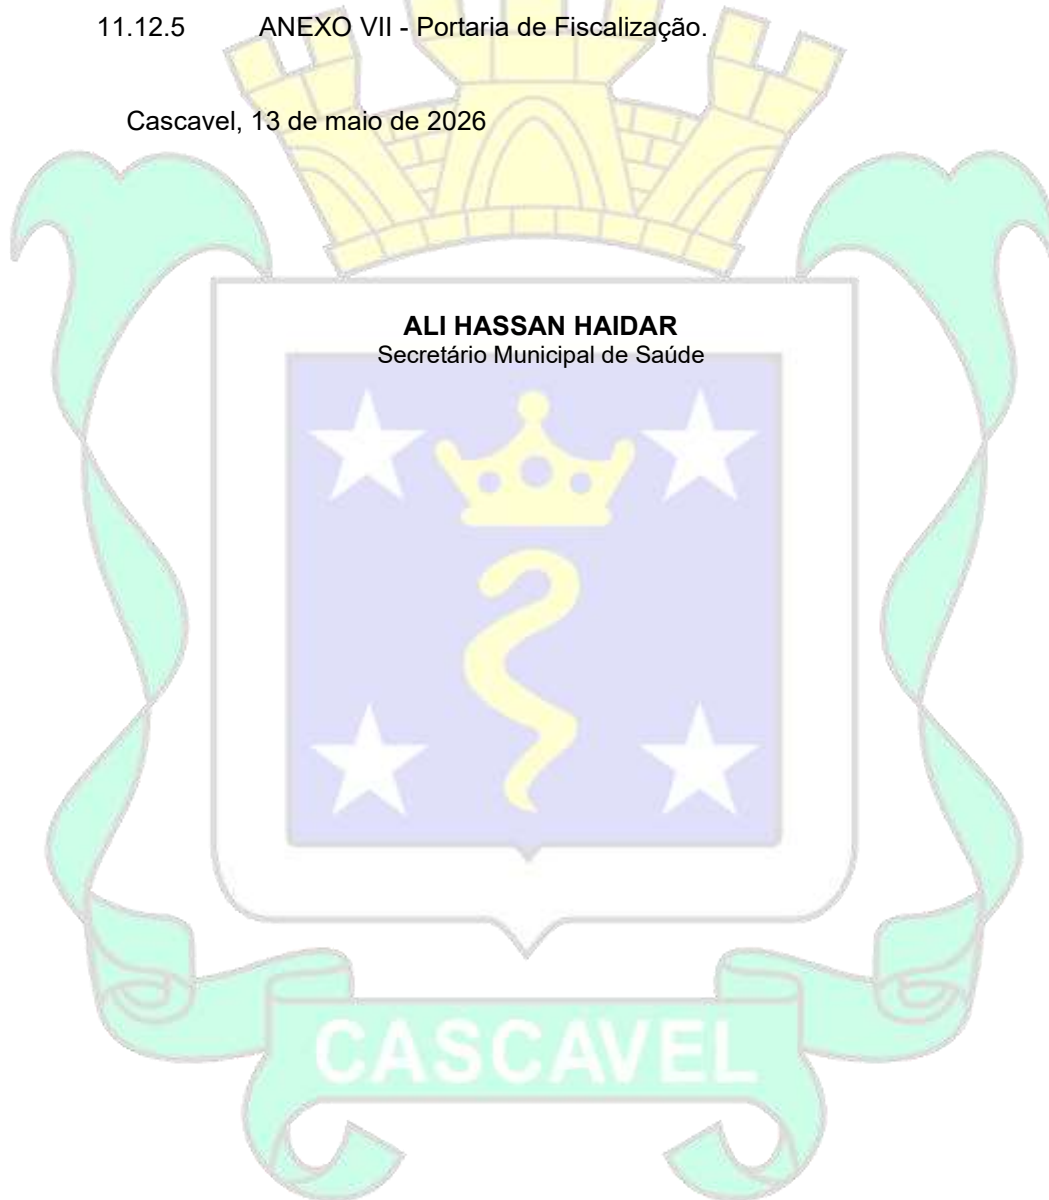 11.12.5 ANEXO VII - Portaria de Fiscalização.
Cascavel, 13 de maio de 2026
ALI HASSAN HAIDAR
Secretário Municipal de Saúde
CASCAVEL